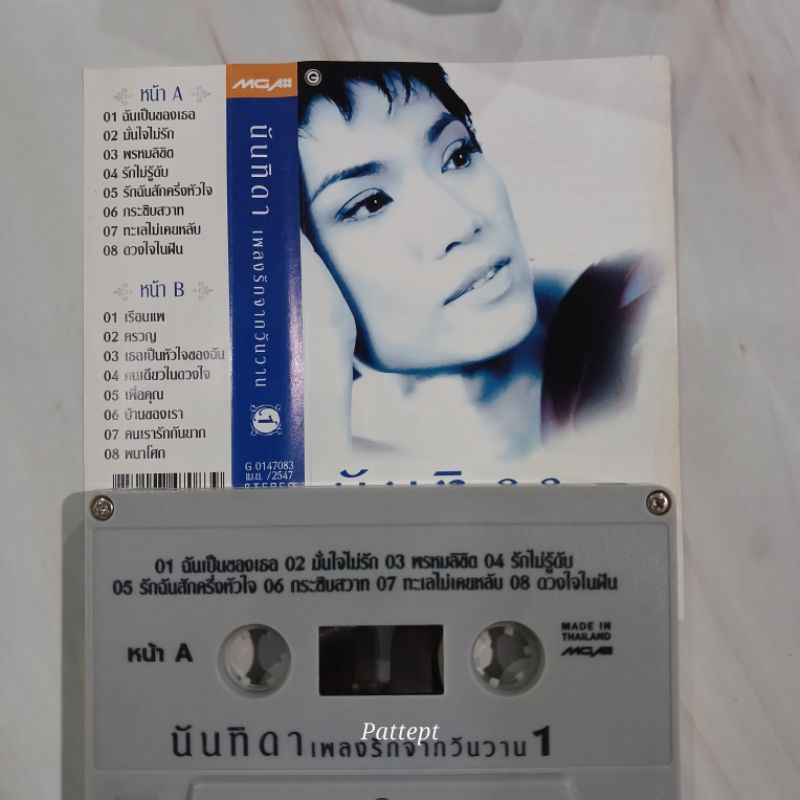 หน้า A
01 ฉันเป็นของเธอ
02 มั่นใจไม่รัก
03 พรหมลิขิต
04 รักไม่รู้ดับ
05 รักฉันสักครึ่งหัวใจ
06 กระซิบสวาท
07 ทะเลไม่เคยหลับ
08 ดวงใจในฝัน
หน้า B
01 เรือนแพ
02 ครวญ
03 เธอเป็นหัวใจของฉัน
04 คนเดียวในดวงใจ
05 เพื่อคุณ
06 บ้านของเรา
07 คนเรารักกันยาก
08 พนาโศก
MGA
นันทิดา เพลงรักจากวันวาน 1
G 0147083
เม.ย. /2547
STEREO
G
01 ฉันเป็นของเธอ 02 มั่นใจไม่รัก 03 พรหมลิขิต 04 รักไม่รู้ดับ
05 รักฉันสักครึ่งหัวใจ 06 กระซิบสวาท 07 ทะเลไม่เคยหลับ 08 ดวงใจในฝัน
หน้า A
MADE IN
THAILAND
MGA
Pattept
นันทิดา เพลงรักจากวันวาน 1